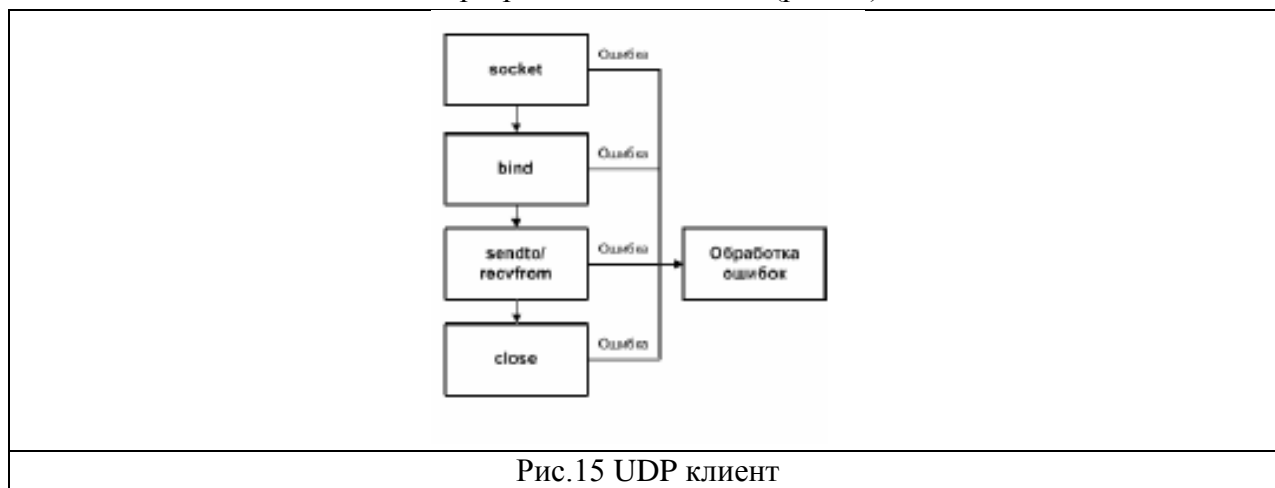 socket
Ошибка
bind
Ошибка
sendto/
recvfrom
Ошибка
Обработка
ошибок
close
Ошибка
Рис.15 UDP клиент